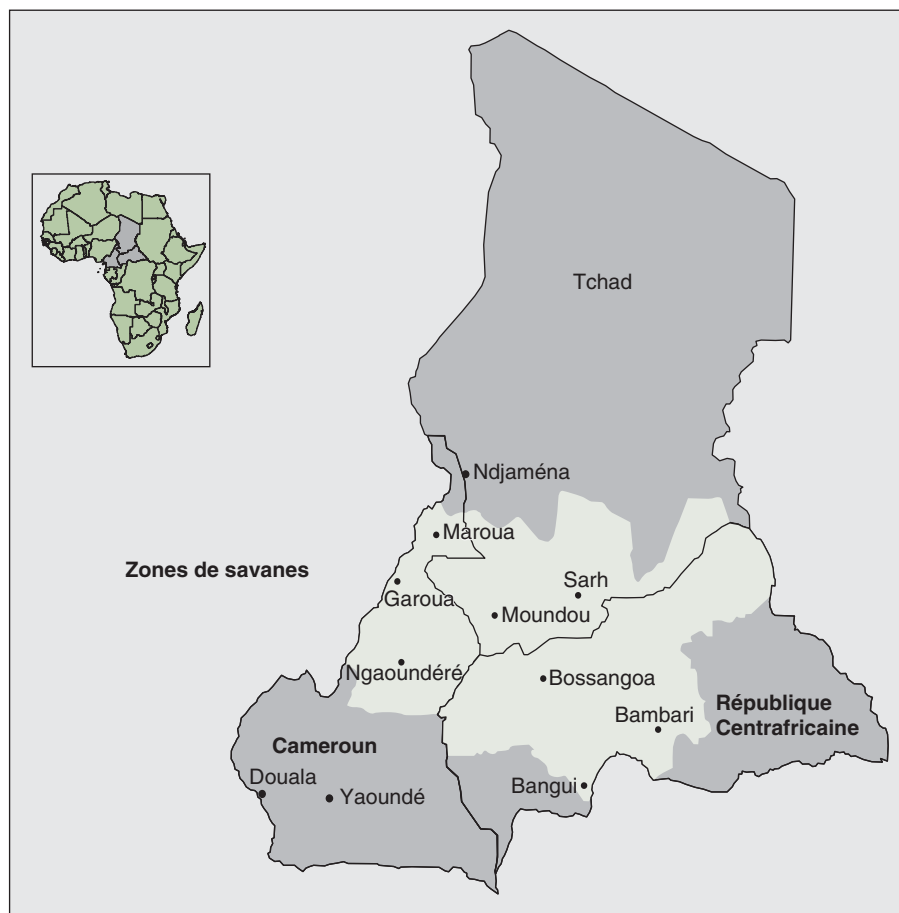 Tchad
Ndjaména
Maroua
Zones de savanes
Sarh
Garoua
Moundou
Ngaoundéré
Bossangoa
République
Centrafricaine
Bambari
Cameroun
Douala
Bangui
Yaoundé